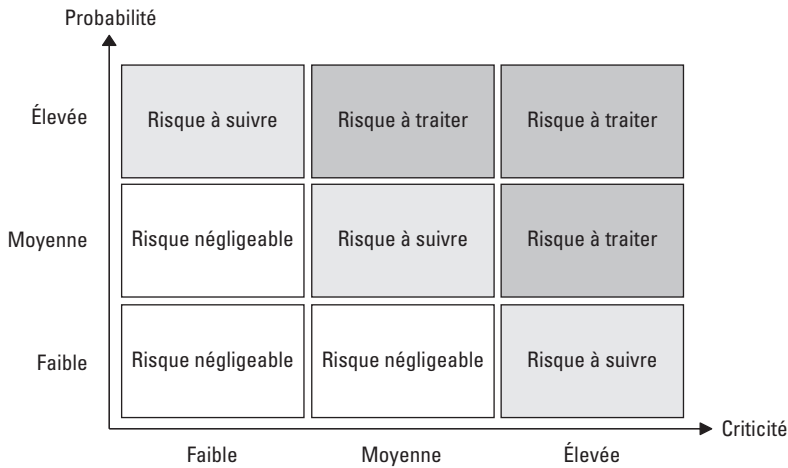 Probabilité
Élevée
Risque à suivre
Risque à traiter
Risque à traiter
Moyenne
Risque négligeable
Risque à suivre
Risque à traiter
Faible
Risque négligeable
Risque négligeable
Risque à suivre
Criticité
Faible
Moyenne
Élevée